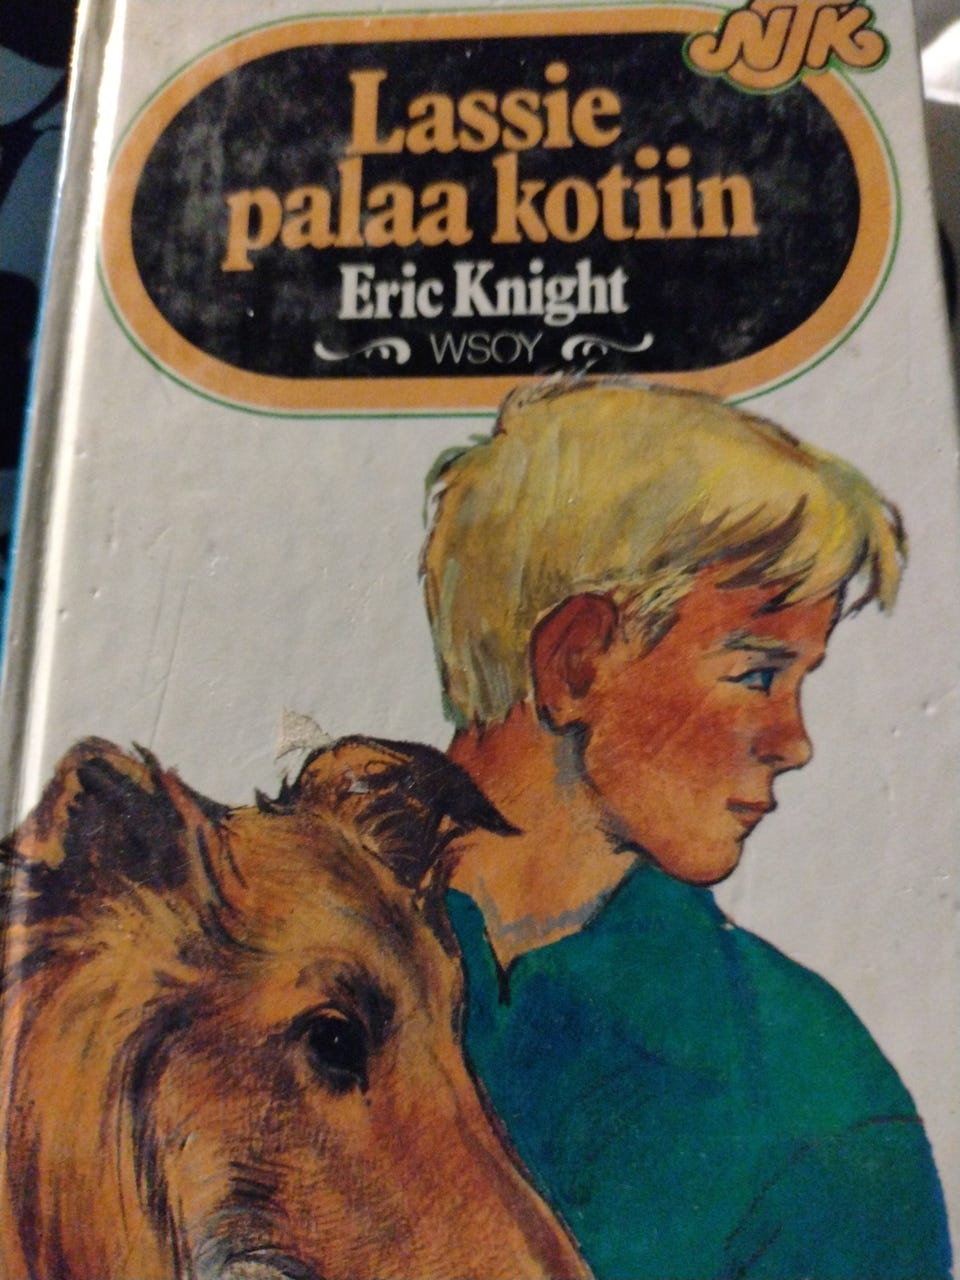 NJK
Lassie
palaa kotiin
Eric Knight
WSOY